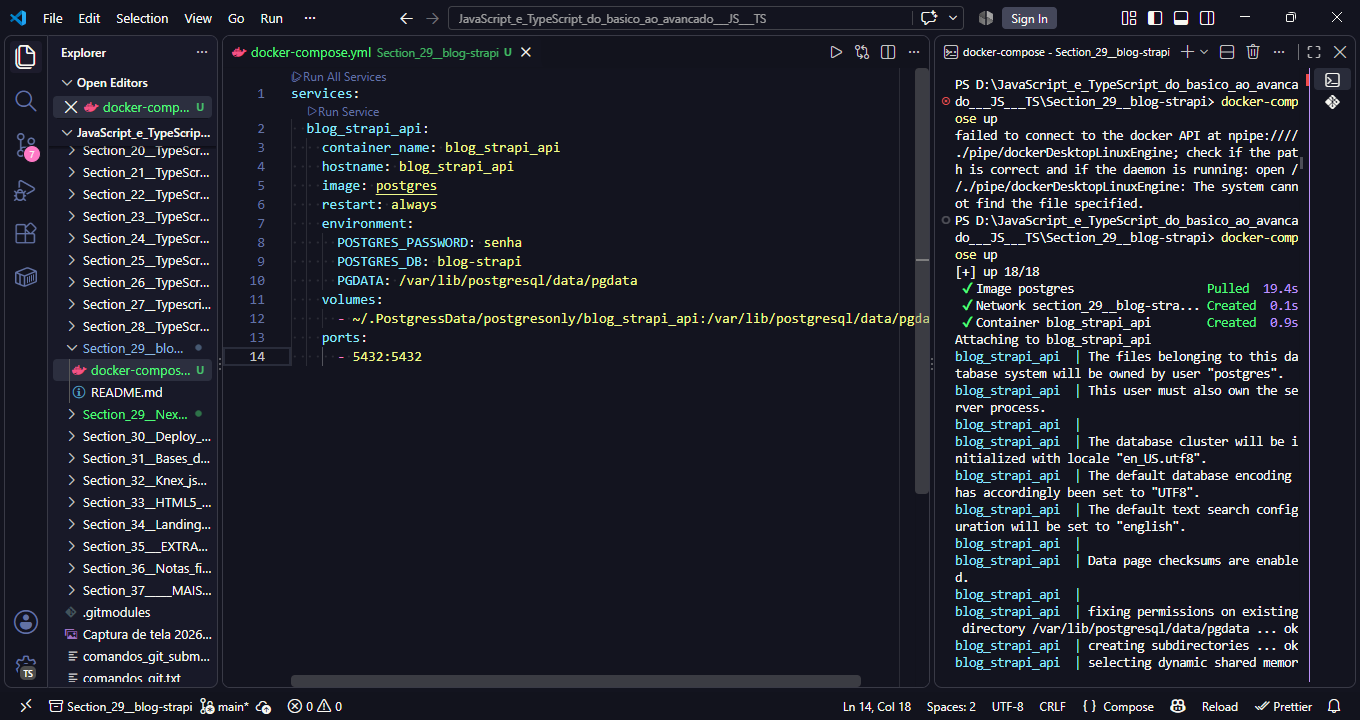 File Edit Selection View Go Run ··· JavaScript_e_TypeScript_do_basico_ao_avancado___JS___TS Sign In
Explorer ···
Open Editors
docker-comp... U
JavaScript_e_TypeScrip...
Section_20__TypeScr...
Section_21__TypeScr...
Section_22__TypeScr...
Section_23__TypeScr...
Section_24__TypeScr...
Section_25__TypeScr...
Section_26__TypeScr...
Section_27__Typescri...
Section_28__TypeScr...
Section_29__blo...
docker-compos... U
README.md
Section_29__Nex...
Section_30__Deploy_...
Section_31__Bases_d...
Section_32__Knex_js...
Section_33__HTML5_...
Section_34__Landing...
Section_35___EXTRA...
Section_36__Notas_fi...
Section_37____MAIS...
.gitmodules
Captura de tela 2026...
comandos_git_subm...
comandos_git.txt
7
TS
docker-compose.yml Section_29__blog-strapi U
Run All Services
1 services:
Run Service
2 blog_strapi_api:
3 container_name: blog_strapi_api
4 hostname: blog_strapi_api
5 image: postgres
6 restart: always
7 environment:
8 POSTGRES_PASSWORD: senha
9 POSTGRES_DB: blog-strapi
10 PGDATA: /var/lib/postgresql/data/pgdata
11 volumes:
12 - ~/.PostgressData/postgresonly/blog_strapi_api:/var/lib/postgresql/data/pgda
13 ports:
14 - 5432:5432
docker-compose - Section_29__blog-strapi
PS D:\JavaScript_e_TypeScript_do_basico_ao_avanca
do___JS___TS\Section_29__blog-strapi> docker-comp
ose up
failed to connect to the docker API at npipe:////
./pipe/dockerDesktopLinuxEngine; check if the pat
h is correct and if the daemon is running: open /
/./pipe/dockerDesktopLinuxEngine: The system cann
ot find the file specified.
PS D:\JavaScript_e_TypeScript_do_basico_ao_avanca
do___JS___TS\Section_29__blog-strapi> docker-comp
ose up
[+] up 18/18
✓ Image postgres Pulled 19.4s
✓ Network section_29__blog-stra... Created 0.1s
✓ Container blog_strapi_api Created 0.9s
Attaching to blog_strapi_api
blog_strapi_api | The files belonging to this da
tabase system will be owned by user "postgres".
blog_strapi_api | This user must also own the se
rver process.
blog_strapi_api |
blog_strapi_api | The database cluster will be i
nitialized with locale "en_US.utf8".
blog_strapi_api | The default database encoding
has accordingly been set to "UTF8".
blog_strapi_api | The default text search config
uration will be set to "english".
blog_strapi_api |
blog_strapi_api | Data page checksums are enable
d.
blog_strapi_api |
blog_strapi_api | fixing permissions on existing
directory /var/lib/postgresql/data/pgdata ... ok
blog_strapi_api | creating subdirectories ... ok
blog_strapi_api | selecting dynamic shared memor
Section_29__blog-strapi main* 0 0 Ln 14, Col 18 Spaces: 2 UTF-8 CRLF { } Compose Reload Prettier